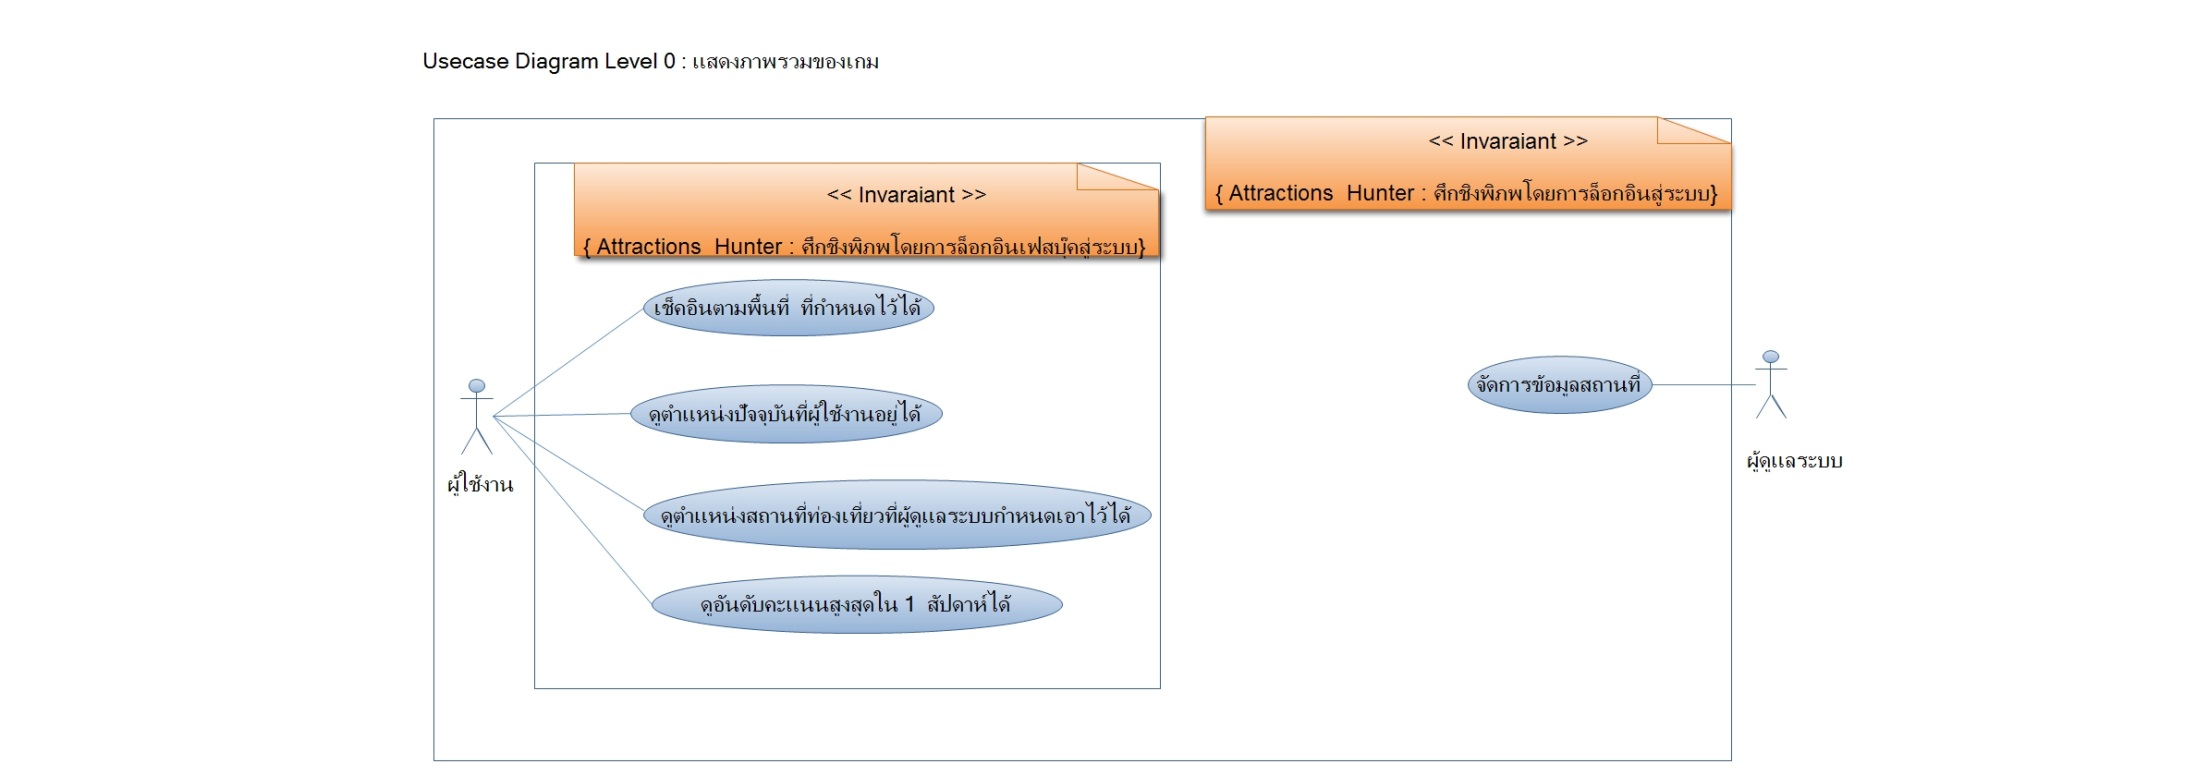 Usecase Diagram Level 0 : แสดงภาพรวมของเกม
<< Invaraiant >>
{ Attractions Hunter : ศึกชิงพิภพโดยการล็อกอินสู่ระบบ}
<< Invaraiant >>
{ Attractions Hunter : ศึกชิงพิภพโดยการล็อกอินเฟสบุ๊คสู่ระบบ}
เช็คอินตามพื้นที่ ที่กำหนดไว้ได้
ดูตำแหน่งปัจจุบันที่ผู้ใช้งานอยู่ได้
ดูตำแหน่งสถานที่ท่องเที่ยวที่ผู้ดูแลระบบกำหนดเอาไว้ได้
ดูอันดับคะแนนสูงสุดใน 1 สัปดาห์ได้
ผู้ใช้งาน
จัดการข้อมูลสถานที่
ผู้ดูแลระบบ